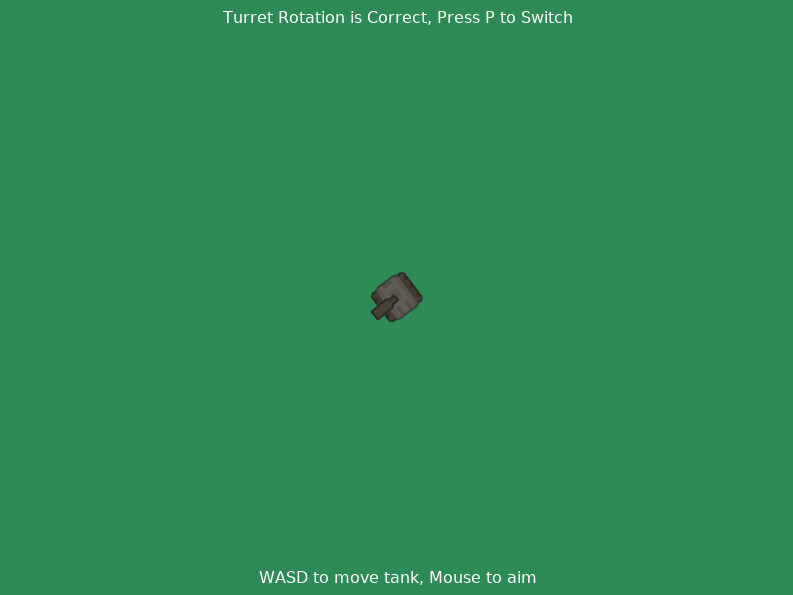 Turret Rotation is Correct, Press P to Switch
WASD to move tank, Mouse to aim